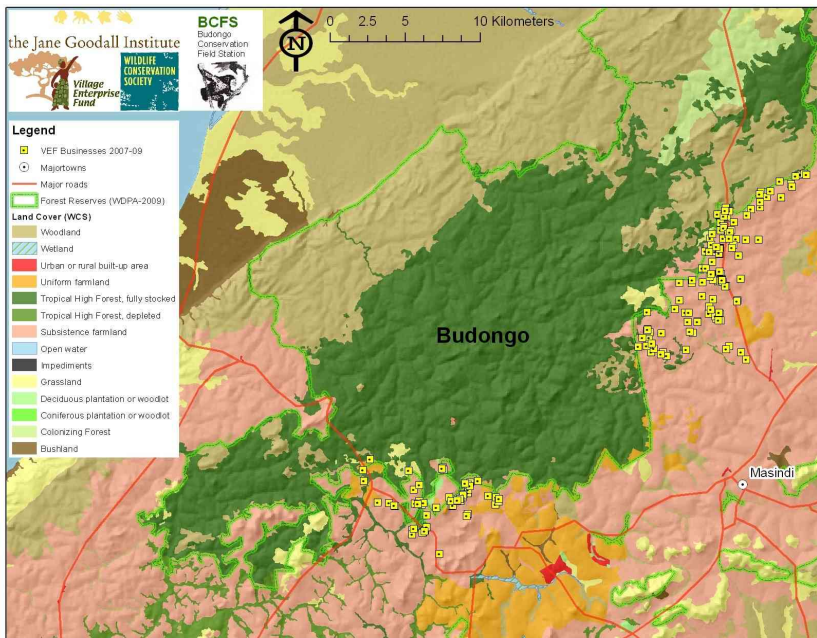 the Jane Goodall Institute
Village
Enterprise
Fund
WILDLIFE
CONSERVATION
SOCIETY
BCFS
Budongo
Conservation
Field Station
N
0 2.5 5 10 Kilometers
Legend
VEF Businesses 2007-09
Majortowns
Major roads
Forest Reserves (WDPA-2009)
Land Cover (WCS)
Woodland
Wetland
Urban or rural built-up area
Uniform farmland
Tropical High Forest, fully stocked
Tropical High Forest, depleted
Subsistence farmland
Open water
Impediments
Grassland
Deciduous plantation or woodlot
Coniferous plantation or woodlot
Colonizing Forest
Bushland
Budongo
Masindi